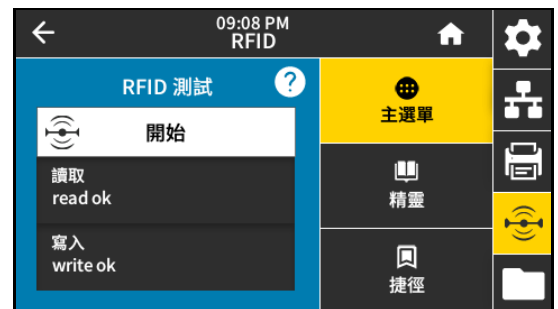 09:08 PM
RFID
RFID 測試
?
開始
讀取
read ok
寫入
write ok
主選單
精靈
捷徑